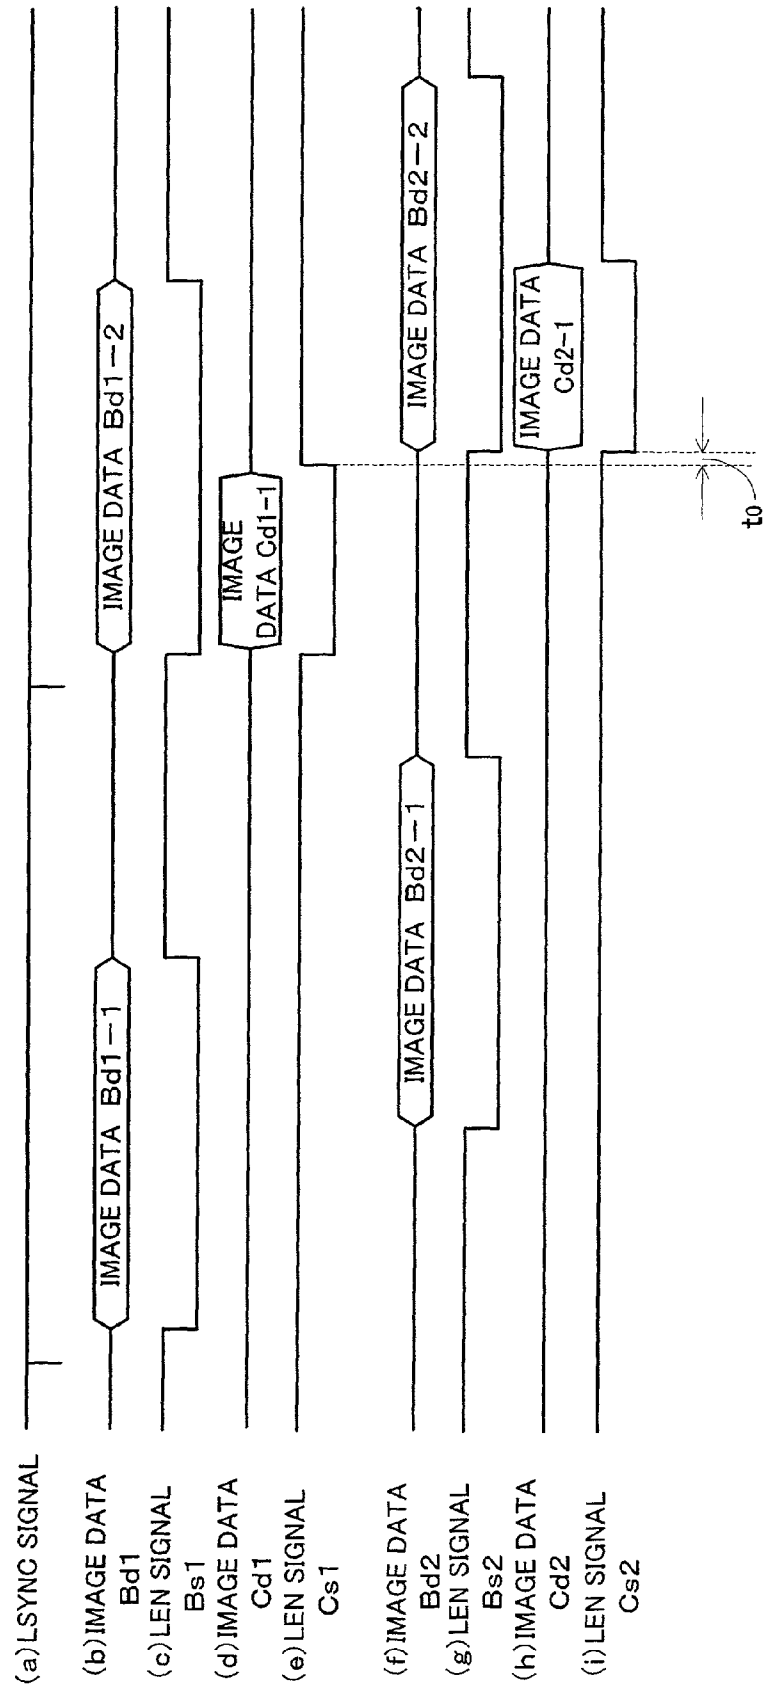 (a)LSYNC SIGNAL
(b)IMAGE DATA
Bd1
IMAGE DATA Bd1—1
IMAGE DATA Bd1—2
(c)LEN SIGNAL
Bs1
(d)IMAGE DATA
Cd1
IMAGE
DATA Cd1-1
(e)LEN SIGNAL
Cs1
(f)IMAGE DATA
Bd2
IMAGE DATA Bd2—1
IMAGE DATA Bd2—2
(g)LEN SIGNAL
Bs2
(h)IMAGE DATA
Cd2
IMAGE DATA
Cd2-1
(i)LEN SIGNAL
Cs2
t0